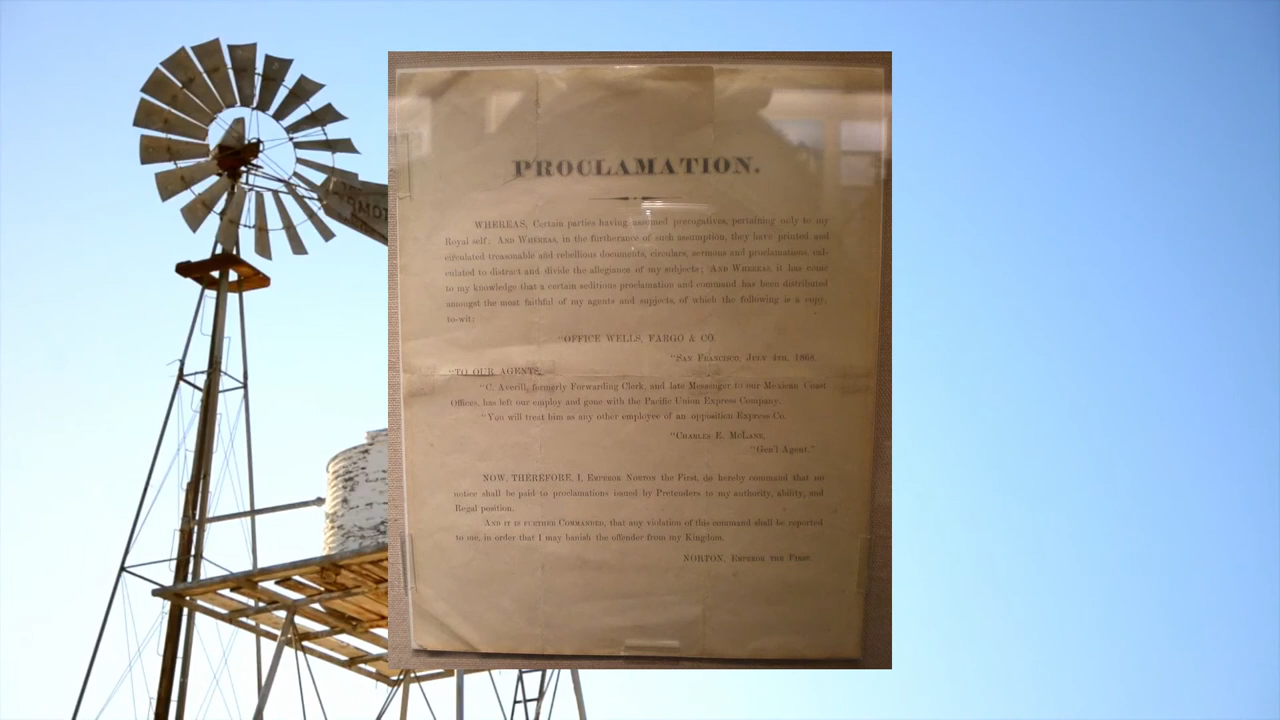 PROCLAMATION.
WHEREAS, Certain parties having assumed prerogatives, pertaining only to my
Royal self; AND WHEREAS, in the furtherance of such assumption, they have printed and
circulated treasonable and rebellious documents, circulars, sermons and proclamations, cal-
culated to distract and divide the allegiance of my subjects; AND WHEREAS, it has come
to my knowledge that a certain seditious proclamation and command has been distributed
amongst the most faithful of my agents and suppjects, of which the following is a copy,
to-wit:
"OFFICE WELLS, FARGO & CO.
"SAN FRANCISCO, JULY 4TH, 1868.
"TO OUR AGENTS:
"C. Averill, formerly Forwarding Clerk, and late Messenger to our Mexican Coast
Offices, has left our employ and gone with the Pacific Union Express Company.
"You will treat him as any other employee of an opposition Express Co.
"CHARLES E. MCLANE,
"Gen'l Agent."
NOW, THEREFORE, I, EMPEROR NORTON the First, do hereby command that no
notice shall be paid to proclamations issued by Pretenders to my authority, ability, and
Regal position.
AND IT IS FURTHER COMMANDED, that any violation of this command shall be reported
to me, in order that I may banish the offender from my Kingdom.
NORTON, EMPEROR THE FIRST.